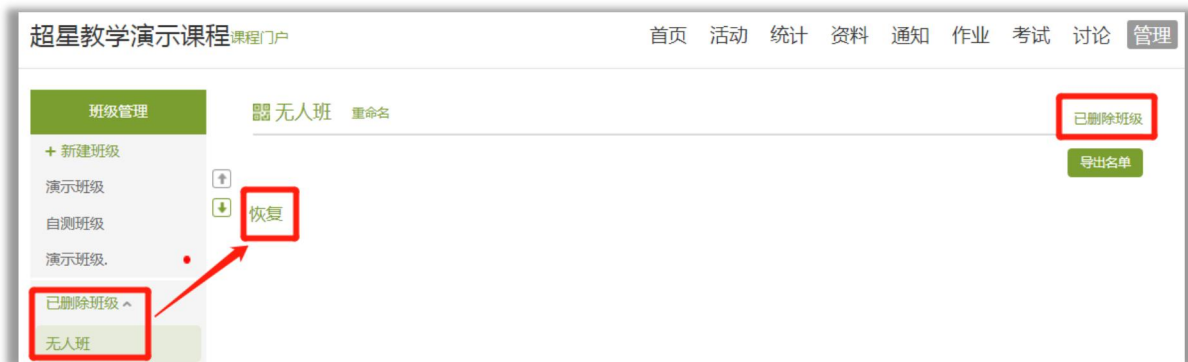 超星教学演示课程课程门户 首页 活动 统计 资料 通知 作业 考试 讨论 管理
班级管理 无人班 重命名 已删除班级
+ 新建班级 导出名单
演示班级
自测班级 恢复
演示班级.
已删除班级
无人班